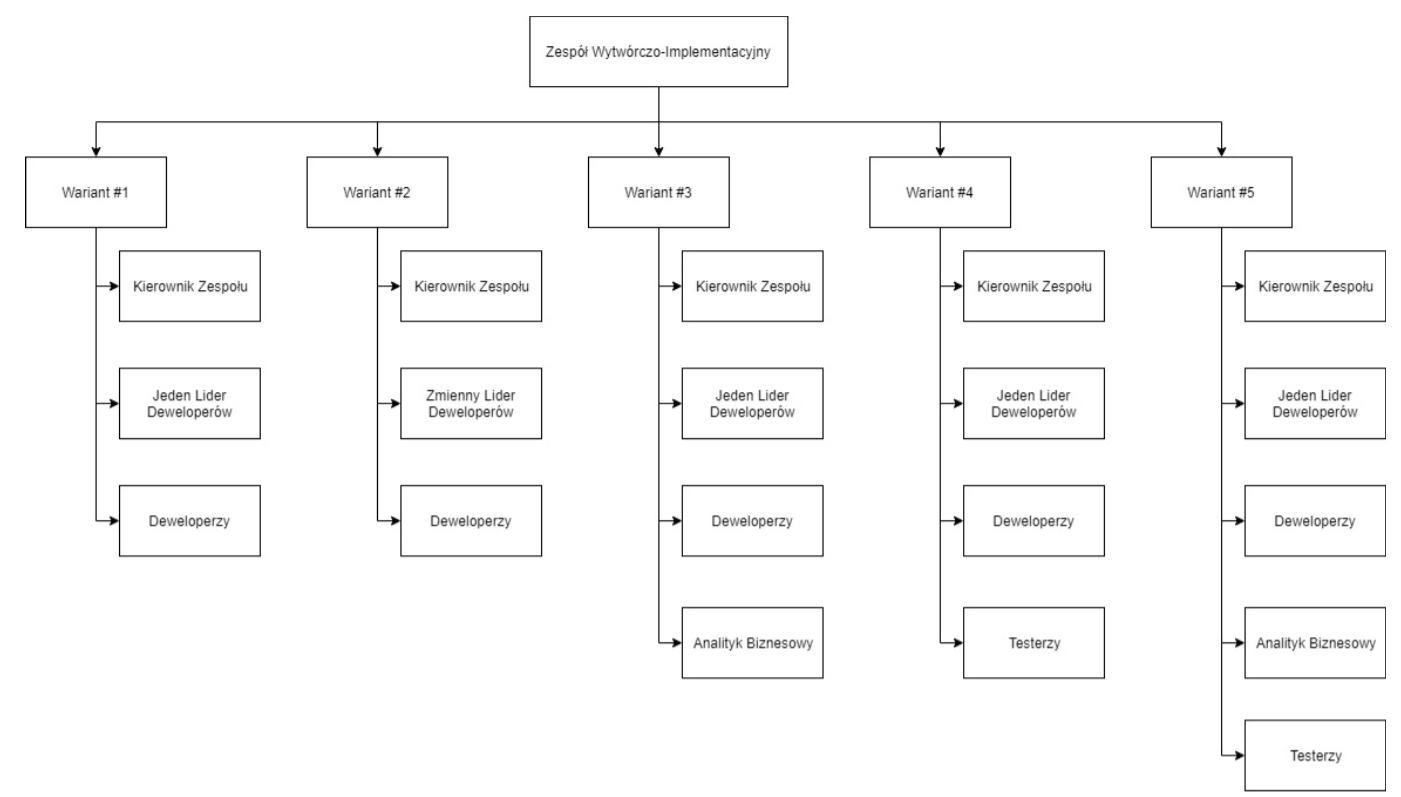 Zespół Wytwórczo-Implementacyjny
Wariant #1
Wariant #2
Wariant #3
Wariant #4
Wariant #5
Kierownik Zespołu
Kierownik Zespołu
Kierownik Zespołu
Kierownik Zespołu
Kierownik Zespołu
Jeden Lider
Deweloperów
Zmienny Lider
Deweloperów
Jeden Lider
Deweloperów
Jeden Lider
Deweloperów
Jeden Lider
Deweloperów
Deweloperzy
Deweloperzy
Deweloperzy
Deweloperzy
Deweloperzy
Analityk Biznesowy
Testerzy
Analityk Biznesowy
Testerzy